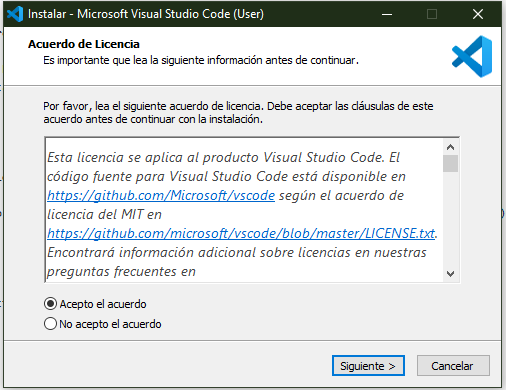 Instalar - Microsoft Visual Studio Code (User)
Acuerdo de Licencia
Es importante que lea la siguiente información antes de continuar.
Por favor, lea el siguiente acuerdo de licencia. Debe aceptar las cláusulas de este
acuerdo antes de continuar con la instalación.
Esta licencia se aplica al producto Visual Studio Code. El
código fuente para Visual Studio Code está disponible en
https://github.com/Microsoft/vscode según el acuerdo de
licencia del MIT en
https://github.com/microsoft/vscode/blob/master/LICENSE.txt.
Encontrará información adicional sobre licencias en nuestras
preguntas frecuentes en
Acepto el acuerdo
No acepto el acuerdo
Siguiente >
Cancelar